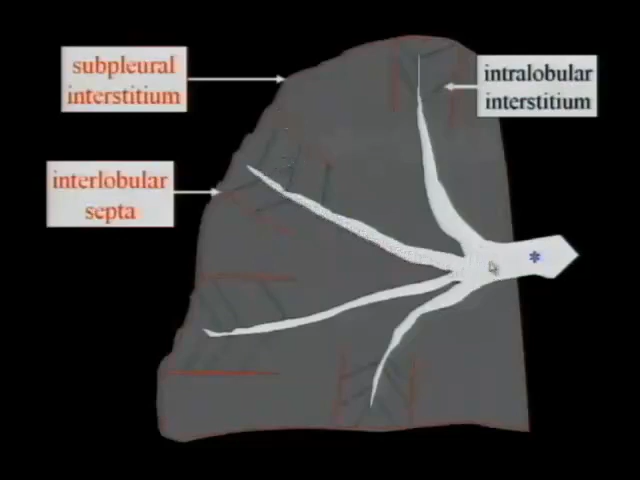 subpleural
interstitium
intralobular
interstitium
interlobular
septa
*